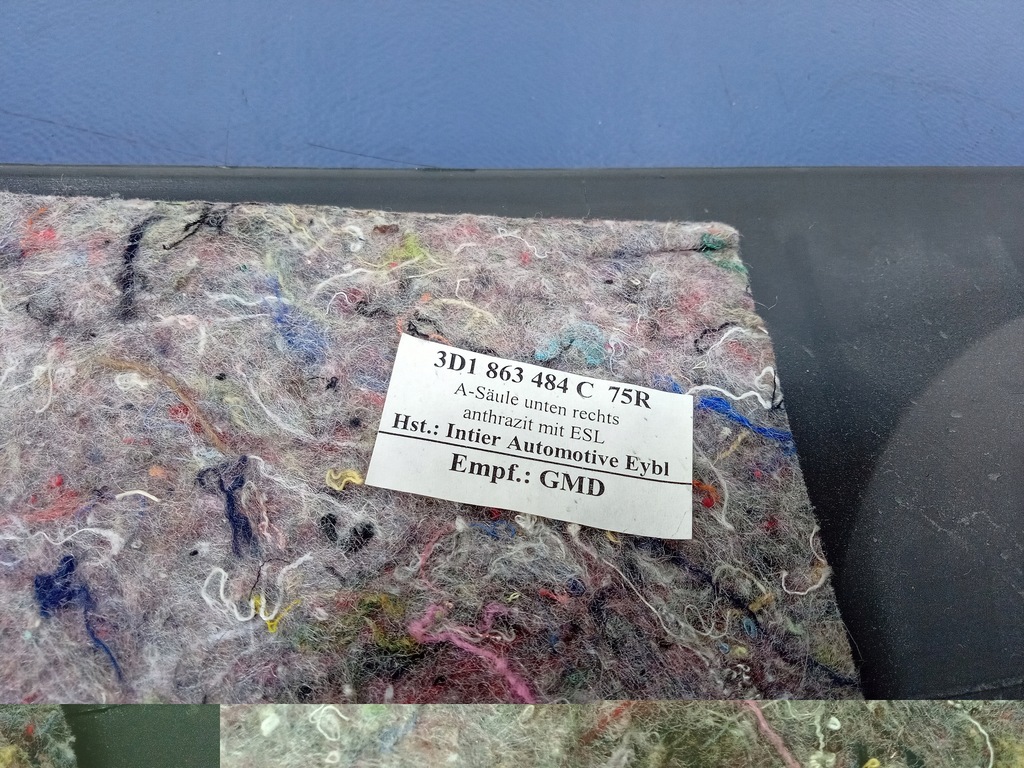 3D1 863 484 C 75R
A-Säule unten rechts
anthrazit mit ESL
Hst.: Intier Automotive Eybl
Empf.: GMD